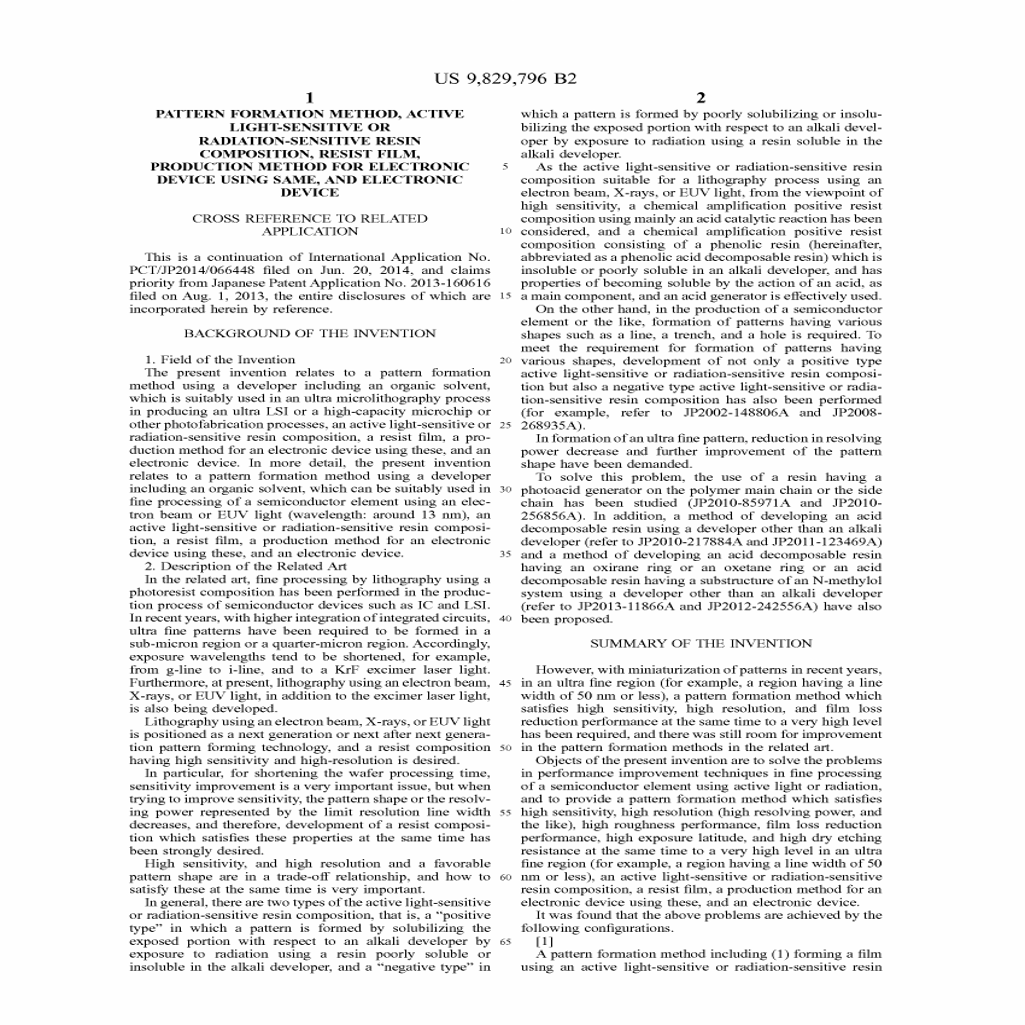 US 9,829,796 B2
1
PATTERN FORMATION METHOD, ACTIVE
LIGHT-SENSITIVE OR
RADIATION-SENSITIVE RESIN
COMPOSITION, RESIST FILM,
PRODUCTION METHOD FOR ELECTRONIC
DEVICE USING SAME, AND ELECTRONIC
DEVICE
CROSS REFERENCE TO RELATED
APPLICATION
This is a continuation of International Application No.
PCT/JP2014/066448 filed on Jun. 20, 2014, and claims
priority from Japanese Patent Application No. 2013-160616
filed on Aug. 1, 2013, the entire disclosures of which are
incorporated herein by reference.
BACKGROUND OF THE INVENTION
1. Field of the Invention
The present invention relates to a pattern formation
method using a developer including an organic solvent,
which is suitably used in an ultra microlithography process
in producing an ultra LSI or a high-capacity microchip or
other photofabrication processes, an active light-sensitive or
radiation-sensitive resin composition, a resist film, a pro-
duction method for an electronic device using these, and an
electronic device. In more detail, the present invention
relates to a pattern formation method using a developer
including an organic solvent, which can be suitably used in
fine processing of a semiconductor element using an elec-
tron beam or EUV light (wavelength: around 13 nm), an
active light-sensitive or radiation-sensitive resin composi-
tion, a resist film, a production method for an electronic
device using these, and an electronic device.
2. Description of the Related Art
In the related art, fine processing by lithography using a
photoresist composition has been performed in the produc-
tion process of semiconductor devices such as IC and LSI.
In recent years, with higher integration of integrated circuits,
ultra fine patterns have been required to be formed in a
sub-micron region or a quarter-micron region. Accordingly,
exposure wavelengths tend to be shortened, for example,
from g-line to i-line, and to a KrF excimer laser light.
Furthermore, at present, lithography using an electron beam,
X-rays, or EUV light, in addition to the excimer laser light,
is also being developed.
Lithography using an electron beam, X-rays, or EUV light
is positioned as a next generation or next after next genera-
tion pattern forming technology, and a resist composition
having high sensitivity and high-resolution is desired.
In particular, for shortening the wafer processing time,
sensitivity improvement is a very important issue, but when
trying to improve sensitivity, the pattern shape or the resolv-
ing power represented by the limit resolution line width
decreases, and therefore, development of a resist composi-
tion which satisfies these properties at the same time has
been strongly desired.
High sensitivity, and high resolution and a favorable
pattern shape are in a trade-off relationship, and how to
satisfy these at the same time is very important.
In general, there are two types of the active light-sensitive
or radiation-sensitive resin composition, that is, a “positive
type” in which a pattern is formed by solubilizing the
exposed portion with respect to an alkali developer by
exposure to radiation using a resin poorly soluble or
insoluble in the alkali developer, and a “negative type” in
5
10
15
20
25
30
35
40
45
50
55
60
65
2
which a pattern is formed by poorly solubilizing or insolu-
bilizing the exposed portion with respect to an alkali devel-
oper by exposure to radiation using a resin soluble in the
alkali developer.
As the active light-sensitive or radiation-sensitive resin
composition suitable for a lithography process using an
electron beam, X-rays, or EUV light, from the viewpoint of
high sensitivity, a chemical amplification positive resist
composition using mainly an acid catalytic reaction has been
considered, and a chemical amplification positive resist
composition consisting of a phenolic resin (hereinafter,
abbreviated as a phenolic acid decomposable resin) which is
insoluble or poorly soluble in an alkali developer, and has
properties of becoming soluble by the action of an acid, as
a main component, and an acid generator is effectively used.
On the other hand, in the production of a semiconductor
element or the like, formation of patterns having various
shapes such as a line, a trench, and a hole is required. To
meet the requirement for formation of patterns having
various shapes, development of not only a positive type
active light-sensitive or radiation-sensitive resin composi-
tion but also a negative type active light-sensitive or radia-
tion-sensitive resin composition has also been performed
(for example, refer to JP2002-148806A and JP2008-
268935A).
In formation of an ultra fine pattern, reduction in resolving
power decrease and further improvement of the pattern
shape have been demanded.
To solve this problem, the use of a resin having a
photoacid generator on the polymer main chain or the side
chain has been studied (JP2010-85971A and JP2010-
256856A). In addition, a method of developing an acid
decomposable resin using a developer other than an alkali
developer (refer to JP2010-217884A and JP2011-123469A)
and a method of developing an acid decomposable resin
having an oxirane ring or an oxetane ring or an acid
decomposable resin having a substructure of an N-methylol
system using a developer other than an alkali developer
(refer to JP2013-11866A and JP2012-242556A) have also
been proposed.
SUMMARY OF THE INVENTION
However, with miniaturization of patterns in recent years,
in an ultra fine region (for example, a region having a line
width of 50 nm or less), a pattern formation method which
satisfies high sensitivity, high resolution, and film loss
reduction performance at the same time to a very high level
has been required, and there was still room for improvement
in the pattern formation methods in the related art.
Objects of the present invention are to solve the problems
in performance improvement techniques in fine processing
of a semiconductor element using active light or radiation,
and to provide a pattern formation method which satisfies
high sensitivity, high resolution (high resolving power, and
the like), high roughness performance, film loss reduction
performance, high exposure latitude, and high dry etching
resistance at the same time to a very high level in an ultra
fine region (for example, a region having a line width of 50
nm or less), an active light-sensitive or radiation-sensitive
resin composition, a resist film, a production method for an
electronic device using these, and an electronic device.
It was found that the above problems are achieved by the
following configurations.
[1]
A pattern formation method including (1) forming a film
using an active light-sensitive or radiation-sensitive resin